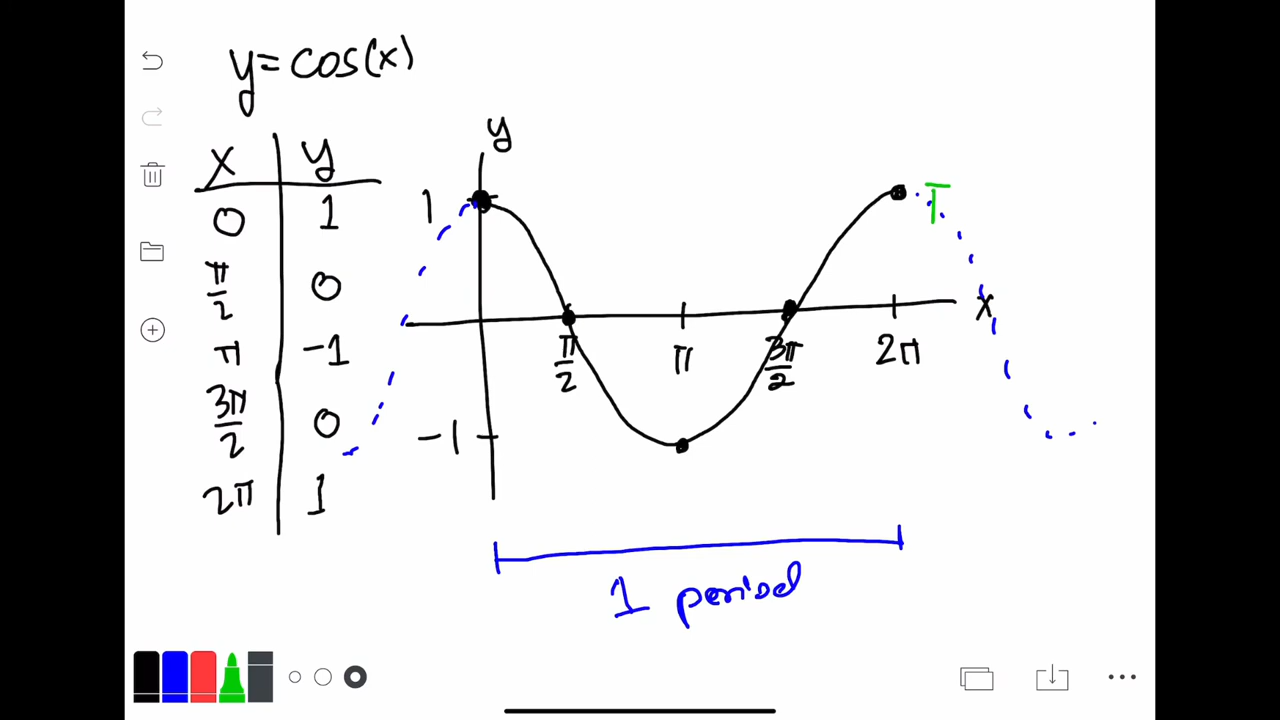 y=cos(x)
x y
0 1
π/2 0
π -1
3π/2 0
2π 1
y
1
x
π/2 π 3π/2 2π
-1
1 period